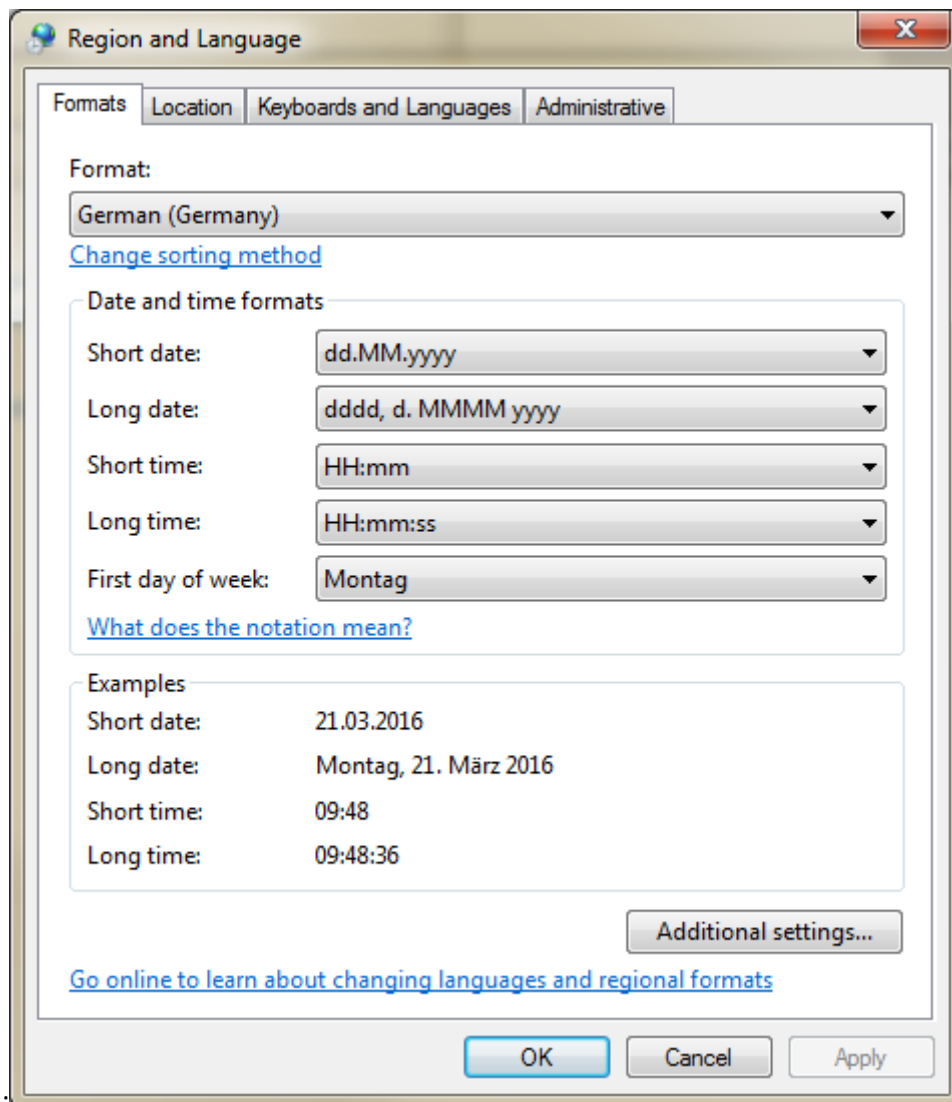 Region and Language
Formats Location Keyboards and Languages Administrative
Format:
German (Germany)
Change sorting method
Date and time formats
Short date: dd.MM.yyyy
Long date: dddd, d. MMMM yyyy
Short time: HH:mm
Long time: HH:mm:ss
First day of week: Montag
What does the notation mean?
Examples
Short date: 21.03.2016
Long date: Montag, 21. März 2016
Short time: 09:48
Long time: 09:48:36
Additional settings...
Go online to learn about changing languages and regional formats
OK Cancel Apply
.